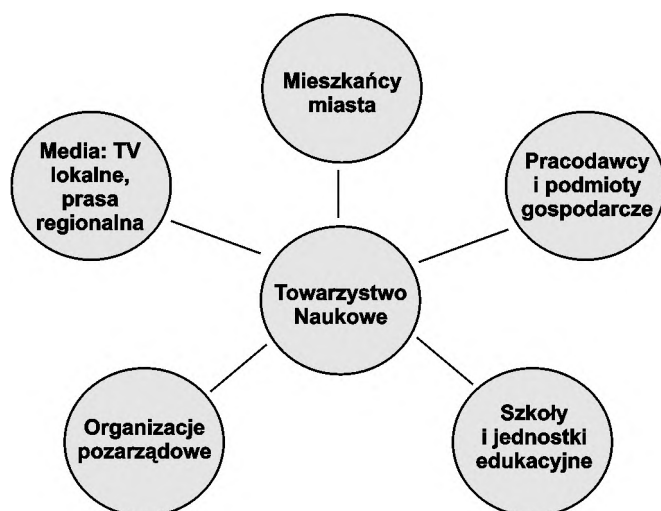 Mieszkańcy
miasta
Media: TV
lokalne,
prasa
regionalna
Pracodawcy
i podmioty
gospodarcze
Towarzystwo
Naukowe
Organizacje
pozarządowe
Szkoły
i jednostki
edukacyjne